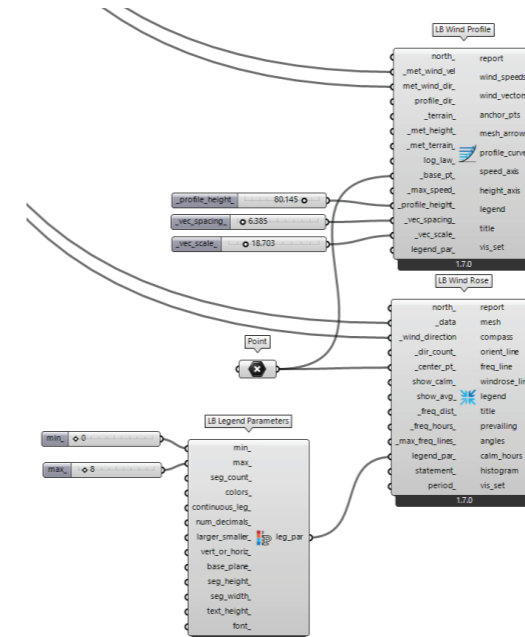 LB Wind Profile
north_
_met_wind_vel
met_wind_dir_
profile_dir_
_terrain_
_met_height_
_met_terrain_
log_law_
_base_pt_
_max_speed_
_profile_height_
_vec_spacing_
_vec_scale_
legend_par_
report
wind_speeds
wind_vectors
anchor_pts
mesh_arrow
profile_curve
speed_axis
height_axis
legend
title
vis_set
1.7.0
_profile_height_ 80.145
_vec_spacing_ 6.385
_vec_scale_ 18.703
LB Wind Rose
north_
_data
_wind_direction
_dir_count_
_center_pt_
show_calm_
show_avg_
_freq_dist_
_freq_hours_
_max_freq_lines_
legend_par_
statement_
period_
report
mesh
compass
orient_line
freq_line
windrose_lin
legend
title
prevailing
angles
calm_hours
histogram
vis_set
1.7.0
Point
LB Legend Parameters
min_ 0
max_ 8
min_
max_
seg_count_
colors_
continuous_leg_
num_decimals_
larger_smaller_
vert_or_horiz_
base_plane_
seg_height_
seg_width_
text_height_
font_
leg_par